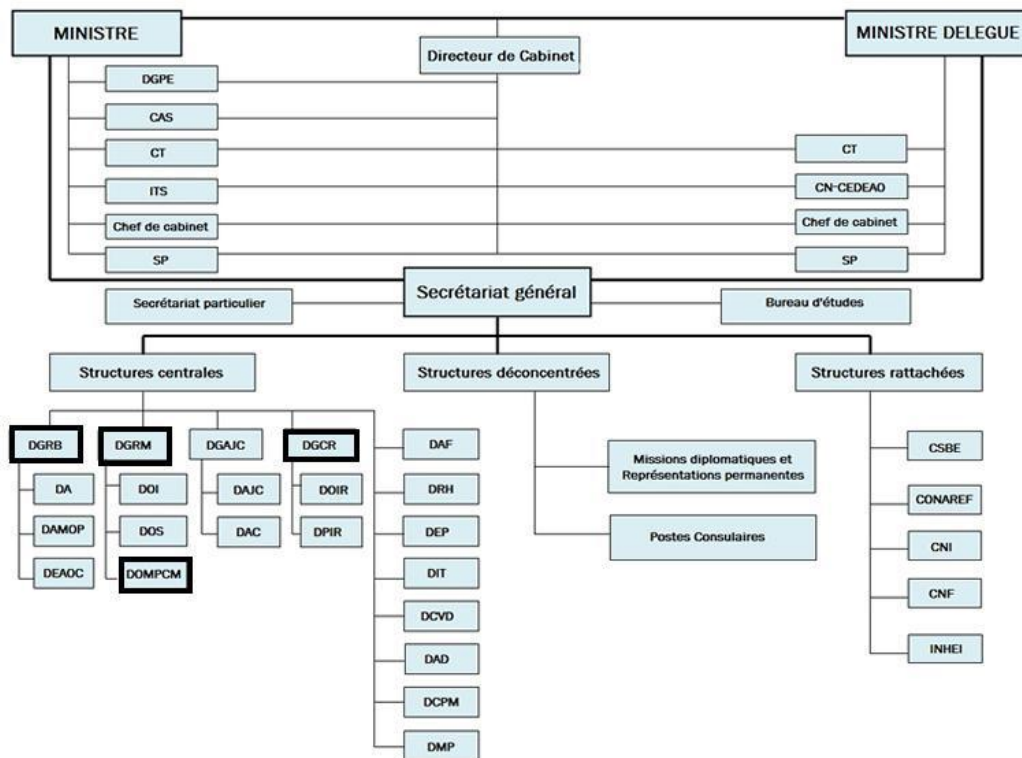 MINISTRE
MINISTRE DELEGUE
Directeur de Cabinet
DGPE
CAS
CT
CT
ITS
CN-CEDEAO
Chef de cabinet
Chef de cabinet
SP
SP
Secrétariat général
Secrétariat particulier
Bureau d'études
Structures centrales
Structures déconcentrées
Structures rattachées
DGRB
DGRM
DGAJC
DGCR
DA
DAMOP
DEAOC
DOI
DOS
DOMPCM
DAJC
DAC
DOIR
DPIR
DAF
DRH
DEP
DIT
DCVD
DAD
DCPM
DMP
Missions diplomatiques et
Représentations permanentes
Postes Consulaires
CSBE
CONAREF
CNI
CNF
INHEI